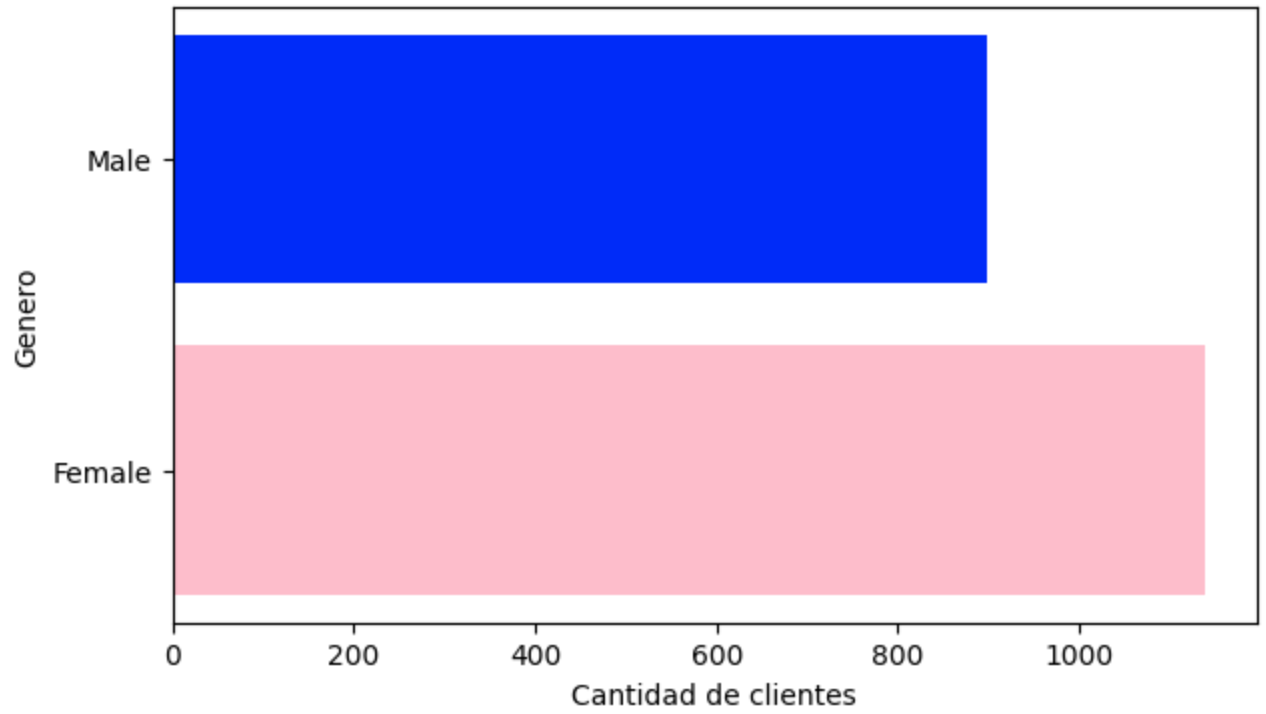 Male
Genero
Female
0 200 400 600 800 1000
Cantidad de clientes